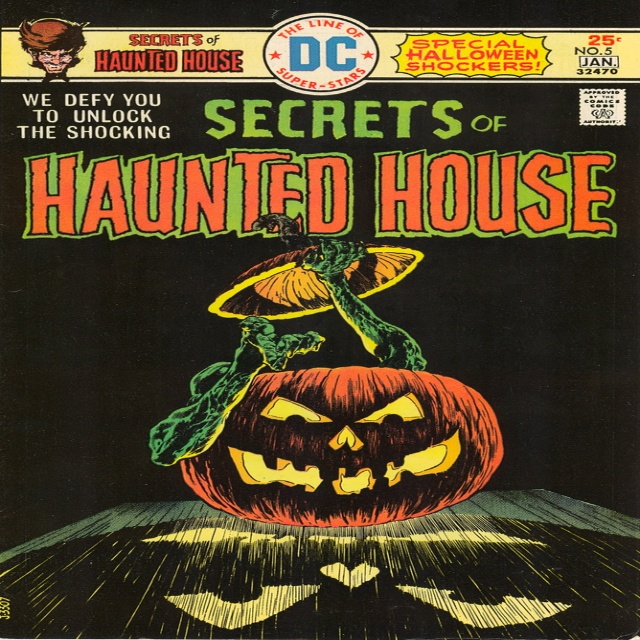 SECRETS of
HAUNTED HOUSE
THE LINE OF
DC
SUPER-STARS
SPECIAL
HALLOWEEN
SHOCKERS!
25¢
NO. 5
JAN.
32470
APPROVED
BY THE
COMICS
CODE
AUTHORITY
WE DEFY YOU
TO UNLOCK
THE SHOCKING
SECRETS OF
HAUNTED HOUSE
J-3307